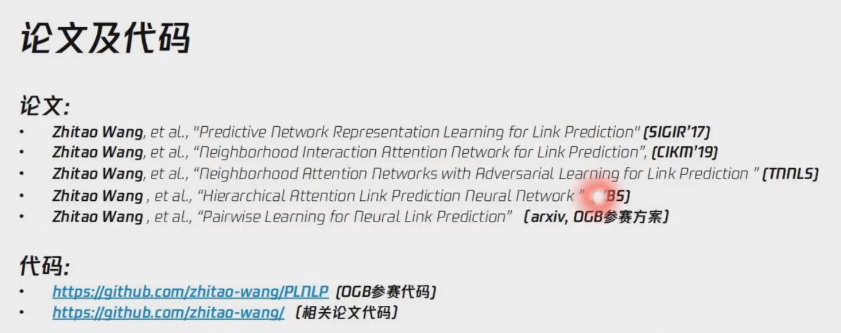 论文及代码
论文:
• Zhitao Wang, et al., "Predictive Network Representation Learning for Link Prediction" (SIGIR'17)
• Zhitao Wang, et al., “Neighborhood Interaction Attention Network for Link Prediction”, (CIKM'19)
• Zhitao Wang, et al., “Neighborhood Attention Networks with Adversarial Learning for Link Prediction ” (TNNLS)
• Zhitao Wang , et al., “Hierarchical Attention Link Prediction Neural Network ” BS)
• Zhitao Wang , et al., “Pairwise Learning for Neural Link Prediction” (arxiv, OGB参赛方案)
代码:
• https://github.com/zhitao-wang/PLNLP (OGB参赛代码)
• https://github.com/zhitao-wang/ (相关论文代码)